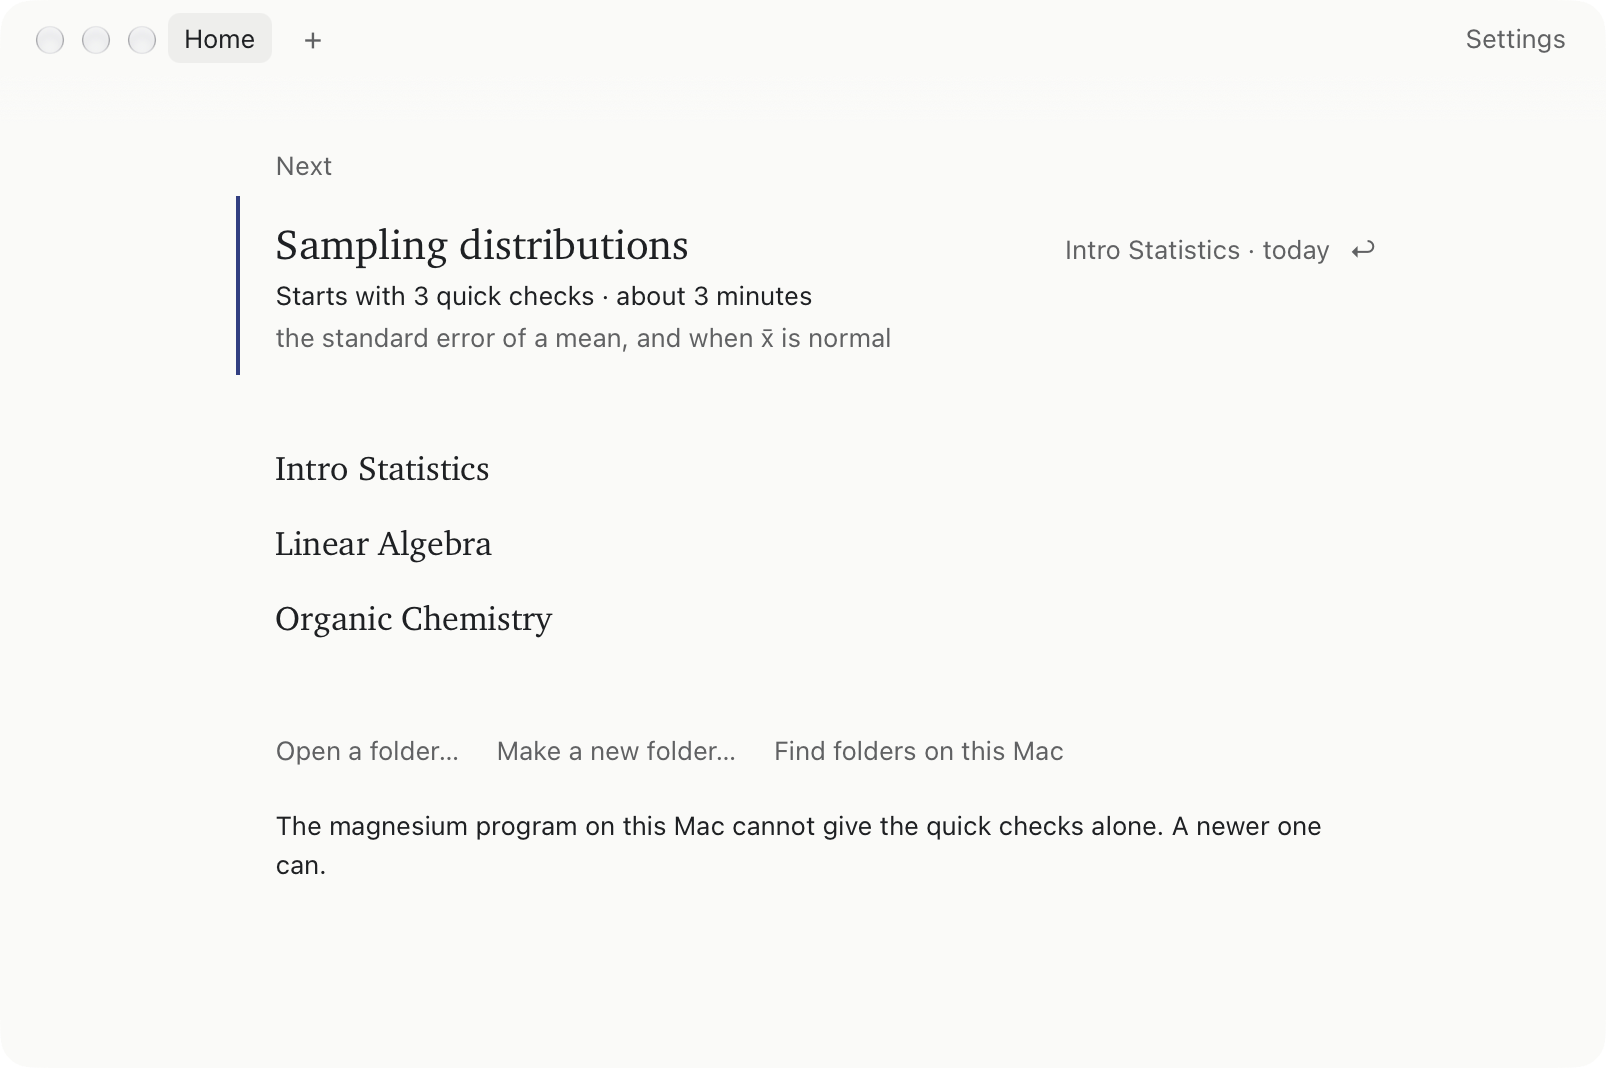 Home
+
Settings
Next
Sampling distributions
Intro Statistics · today ↩
Starts with 3 quick checks · about 3 minutes
the standard error of a mean, and when x̄ is normal
Intro Statistics
Linear Algebra
Organic Chemistry
Open a folder... Make a new folder... Find folders on this Mac
The magnesium program on this Mac cannot give the quick checks alone. A newer one
can.